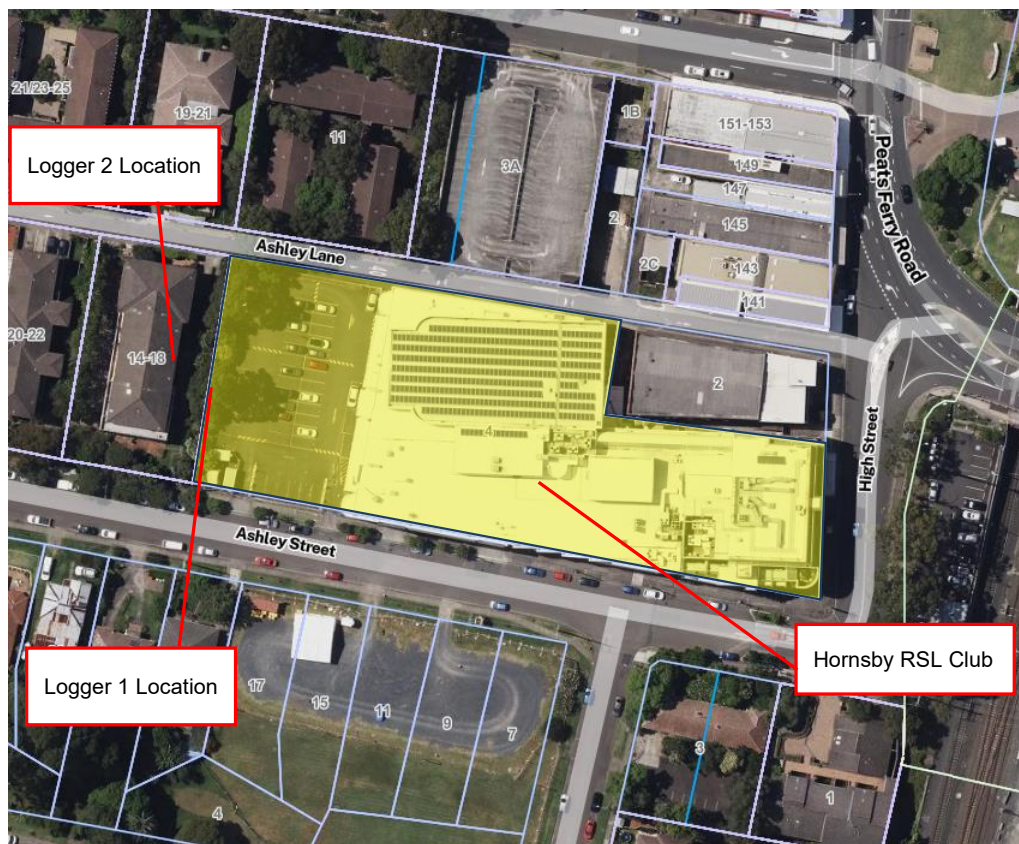 21/23-25
19-21
11
3A
1B
151-153
149
147
145
2
2C
143
141
Peats Ferry Road
Logger 2 Location
Ashley Lane
20-22
14-18
4
2
High Street
Ashley Street
Logger 1 Location
Hornsby RSL Club
17
15
11
9
7
3
1
4